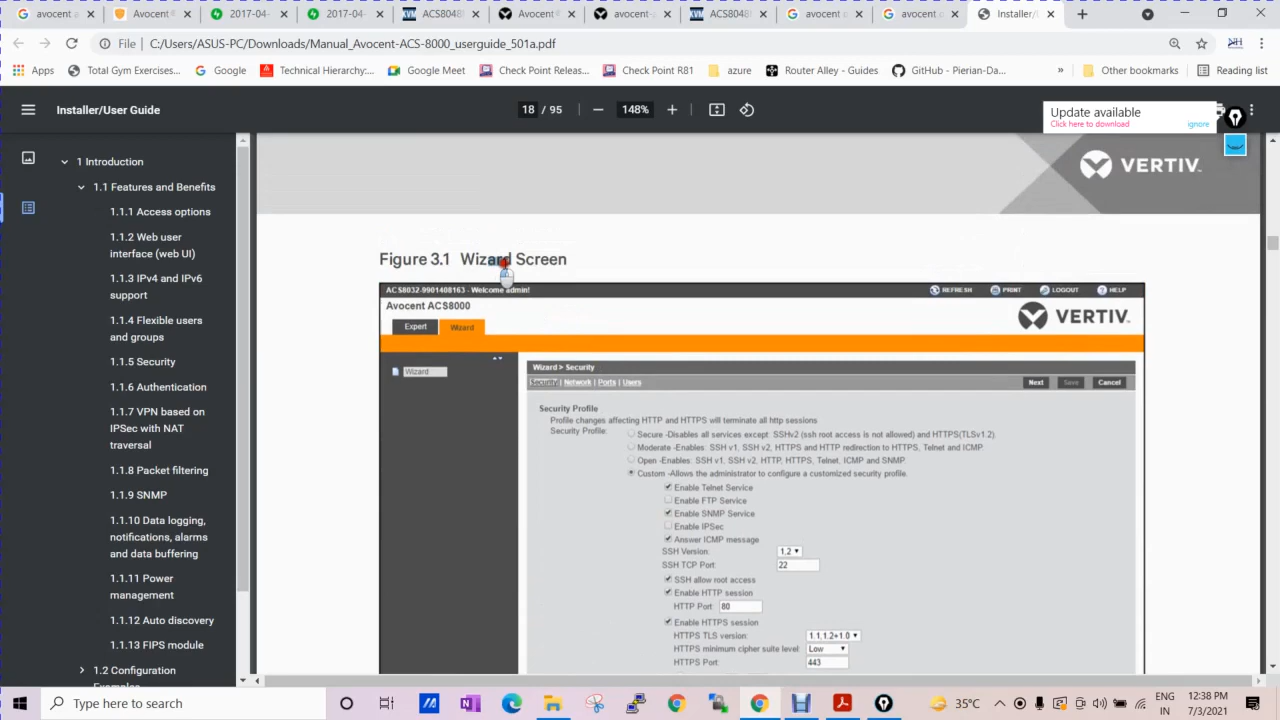 avocent o
Avocent®
2017-04-
2017-04-
ACS8048
Avocent®
avocent-
ACS8048
avocent o
avocent o
Installer/U
File
C:/Users/ASUS-PC/Downloads/Manual_Avocent-ACS-8000_userguide_501a.pdf
Apps
Total Gym Exercises...
Google
Technical Hierarchy:...
Google Meet
Check Point Releas...
Check Point R81
azure
Router Alley - Guides
GitHub - Pierian-Da...
»
Other bookmarks
Reading list
Installer/User Guide
18 / 95
148%
Update available
Click here to download
ignore
1 Introduction
1.1 Features and Benefits
1.1.1 Access options
1.1.2 Web user
interface (web UI)
1.1.3 IPv4 and IPv6
support
1.1.4 Flexible users
and groups
1.1.5 Security
1.1.6 Authentication
1.1.7 VPN based on
IPSec with NAT
traversal
1.1.8 Packet filtering
1.1.9 SNMP
1.1.10 Data logging,
notifications, alarms
and data buffering
1.1.11 Power
management
1.1.12 Auto discovery
1.1.13 FIPS module
1.2 Configuration
Examples
VERTIV.
Figure 3.1 Wizard Screen
ACS8032-9901408163 - Welcome admin!
REFRESH
PRINT
LOGOUT
HELP
Avocent ACS8000
VERTIV.
Expert
Wizard
Wizard
Wizard > Security
Security | Network | Ports | Users
Next
Save
Cancel
Security Profile
Profile changes affecting HTTP and HTTPS will terminate all http sessions
Security Profile:
Secure -Disables all services except: SSHv2 (ssh root access is not allowed) and HTTPS(TLSv1.2).
Moderate -Enables: SSH v1, SSH v2, HTTPS and HTTP redirection to HTTPS, Telnet and ICMP.
Open -Enables: SSH v1, SSH v2, HTTP, HTTPS, Telnet, ICMP and SNMP.
Custom -Allows the administrator to configure a customized security profile.
Enable Telnet Service
Enable FTP Service
Enable SNMP Service
Enable IPSec
Answer ICMP message
SSH Version: 1.2
SSH TCP Port: 22
SSH allow root access
Enable HTTP session
HTTP Port: 80
Enable HTTPS session
HTTPS TLS version: 1.1,1.2+1.0
HTTPS minimum cipher suite level: Low
HTTPS Port: 443
Type here to search
35°C
ENG
IN
12:38 PM
7/3/2021